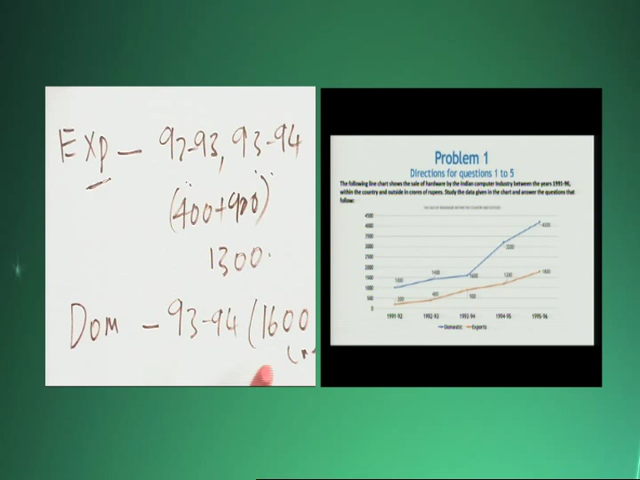 Exp - 92-93, 93-94
(400+900)
1300.
Dom - 93-94 (1600
Problem 1
Directions for questions 1 to 5
The following line chart shows the sale of hardware by the Indian computer industry between the years 1991-96,
within the country and outside in crores of rupees. Study the data given in the chart and answer the questions that
follow:
4500
4000
3500
3000
2500
2000
1500
1000
500
0
1000
1400
1600
3200
200
400
900
1200
1800
1991-92
1992-93
1993-94
1994-95
1995-96
Domestic
Exports